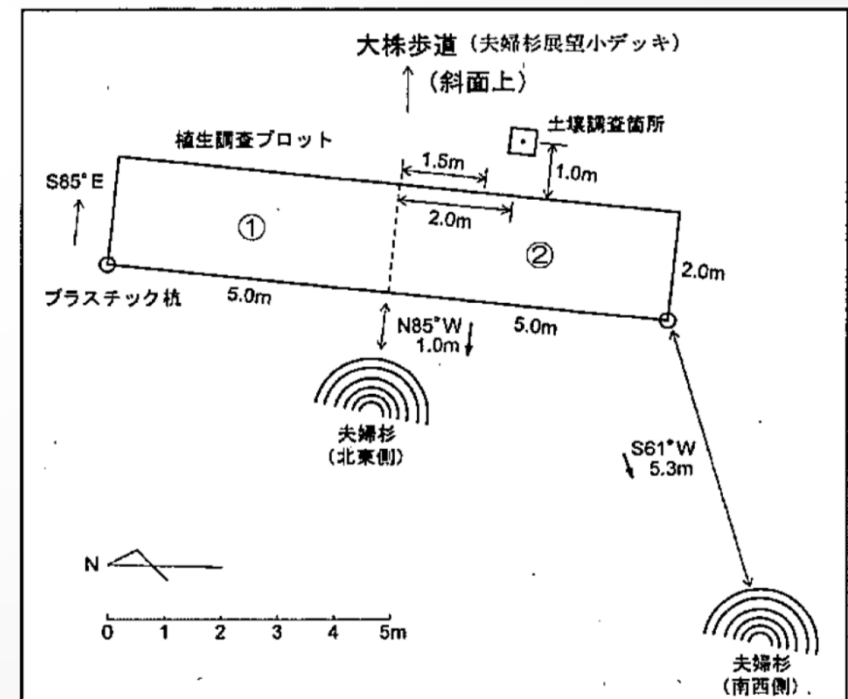 大株歩道（夫婦杉展望小デッキ）
（斜面上）
植生調査プロット
土壌調査箇所
1.5m
1.0m
S85°E
2.0m
①
②
2.0m
プラスチック杭
5.0m
N85°W
1.0m
5.0m
夫婦杉
（北東側）
S61°W
5.3m
N
0 1 2 3 4 5m
夫婦杉
（南西側）